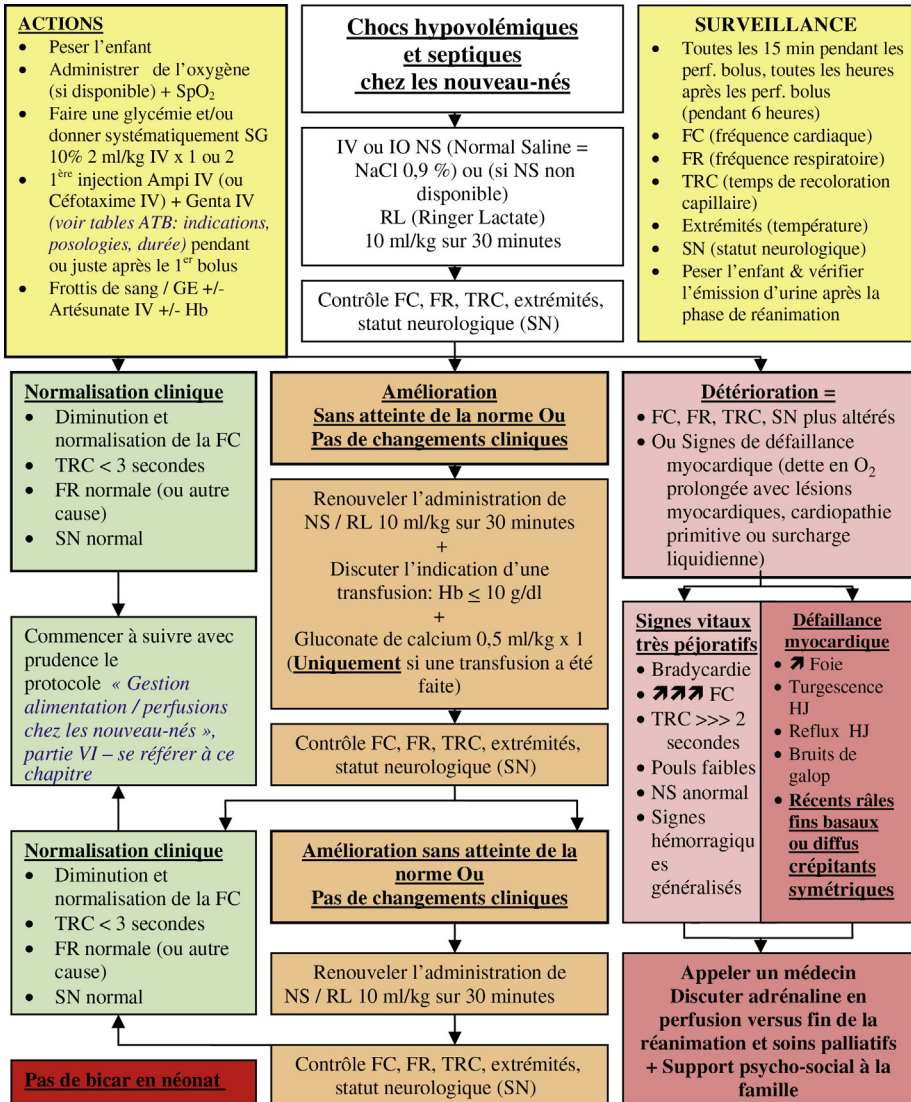 ACTIONS
• Peser l'enfant
• Administrer de l'oxygène
(si disponible) + SpO₂
• Faire une glycémie et/ou
donner systématiquement SG
10% 2 ml/kg IV x 1 ou 2
• 1ère injection Ampi IV (ou
Céfotaxime IV) + Genta IV
(voir tables ATB: indications,
posologies, durée) pendant
ou juste après le 1er bolus
• Frottis de sang / GE +/-
Artésunate IV +/- Hb
Chocs hypovolémiques
et septiques
chez les nouveau-nés
IV ou IO NS (Normal Saline =
NaCl 0,9 %) ou (si NS non
disponible)
RL (Ringer Lactate)
10 ml/kg sur 30 minutes
Contrôle FC, FR, TRC, extrémités,
statut neurologique (SN)
SURVEILLANCE
• Toutes les 15 min pendant les
perf. bolus, toutes les heures
après les perf. bolus
(pendant 6 heures)
• FC (fréquence cardiaque)
• FR (fréquence respiratoire)
• TRC (temps de recoloration
capillaire)
• Extrémités (température)
• SN (statut neurologique)
• Peser l'enfant & vérifier
l'émission d'urine après la
phase de réanimation
Normalisation clinique
• Diminution et
normalisation de la FC
• TRC < 3 secondes
• FR normale (ou autre
cause)
• SN normal
Amélioration
Sans atteinte de la norme Ou
Pas de changements cliniques
Détérioration =
• FC, FR, TRC, SN plus altérés
• Ou Signes de défaillance
myocardique (dette en O₂
prolongée avec lésions
myocardiques, cardiopathie
primitive ou surcharge
liquidienne)
Renouveler l'administration de
NS / RL 10 ml/kg sur 30 minutes
+
Discuter l'indication d'une
transfusion: Hb ≤ 10 g/dl
+
Gluconate de calcium 0,5 ml/kg x 1
(Uniquement si une transfusion a été
faite)
Commencer à suivre avec
prudence le
protocole « Gestion
alimentation / perfusions
chez les nouveau-nés »,
partie VI – se référer à ce
chapitre
Contrôle FC, FR, TRC, extrémités,
statut neurologique (SN)
Signes vitaux
très péjoratifs
• Bradycardie
• ↗↗↗ FC
• TRC >>> 2
secondes
• Pouls faibles
• NS anormal
• Signes
hémorragiqu
es
généralisés
Défaillance
myocardique
• ↗ Foie
• Turgescence
HJ
• Reflux HJ
• Bruits de
galop
• Récents râles
fins basaux
ou diffus
crépitants
symétriques
Normalisation clinique
• Diminution et
normalisation de la FC
• TRC < 3 secondes
• FR normale (ou autre
cause)
• SN normal
Amélioration sans atteinte de la
norme Ou
Pas de changements cliniques
Renouveler l'administration de
NS / RL 10 ml/kg sur 30 minutes
Contrôle FC, FR, TRC, extrémités,
statut neurologique (SN)
Appeler un médecin
Discuter adrénaline en
perfusion versus fin de la
réanimation et soins palliatifs
+ Support psycho-social à la
famille
Pas de bicar en néonat